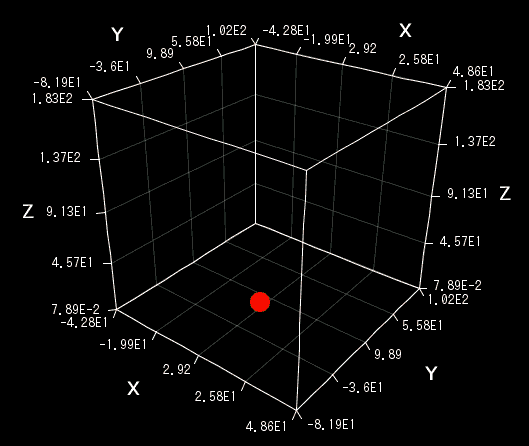 1.02E2 -4.28E1 X
Y 5.58E1 -1.99E1
9.89 2.92
-3.6E1 2.58E1
-8.19E1 4.86E1
1.83E2 1.83E2
1.37E2 1.37E2
Z 9.13E1 9.13E1 Z
4.57E1 4.57E1
7.89E-2 7.89E-2
-4.28E1 1.02E2
-1.99E1 5.58E1
2.92 9.89
X 2.58E1 -3.6E1 Y
4.86E1 -8.19E1